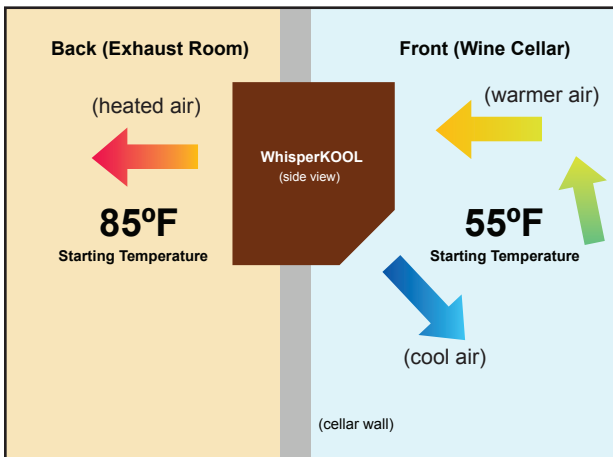 Back (Exhaust Room)
Front (Wine Cellar)
(heated air)
(warmer air)
WhisperKOOL
(side view)
85ºF
Starting Temperature
55ºF
Starting Temperature
(cool air)
(cellar wall)